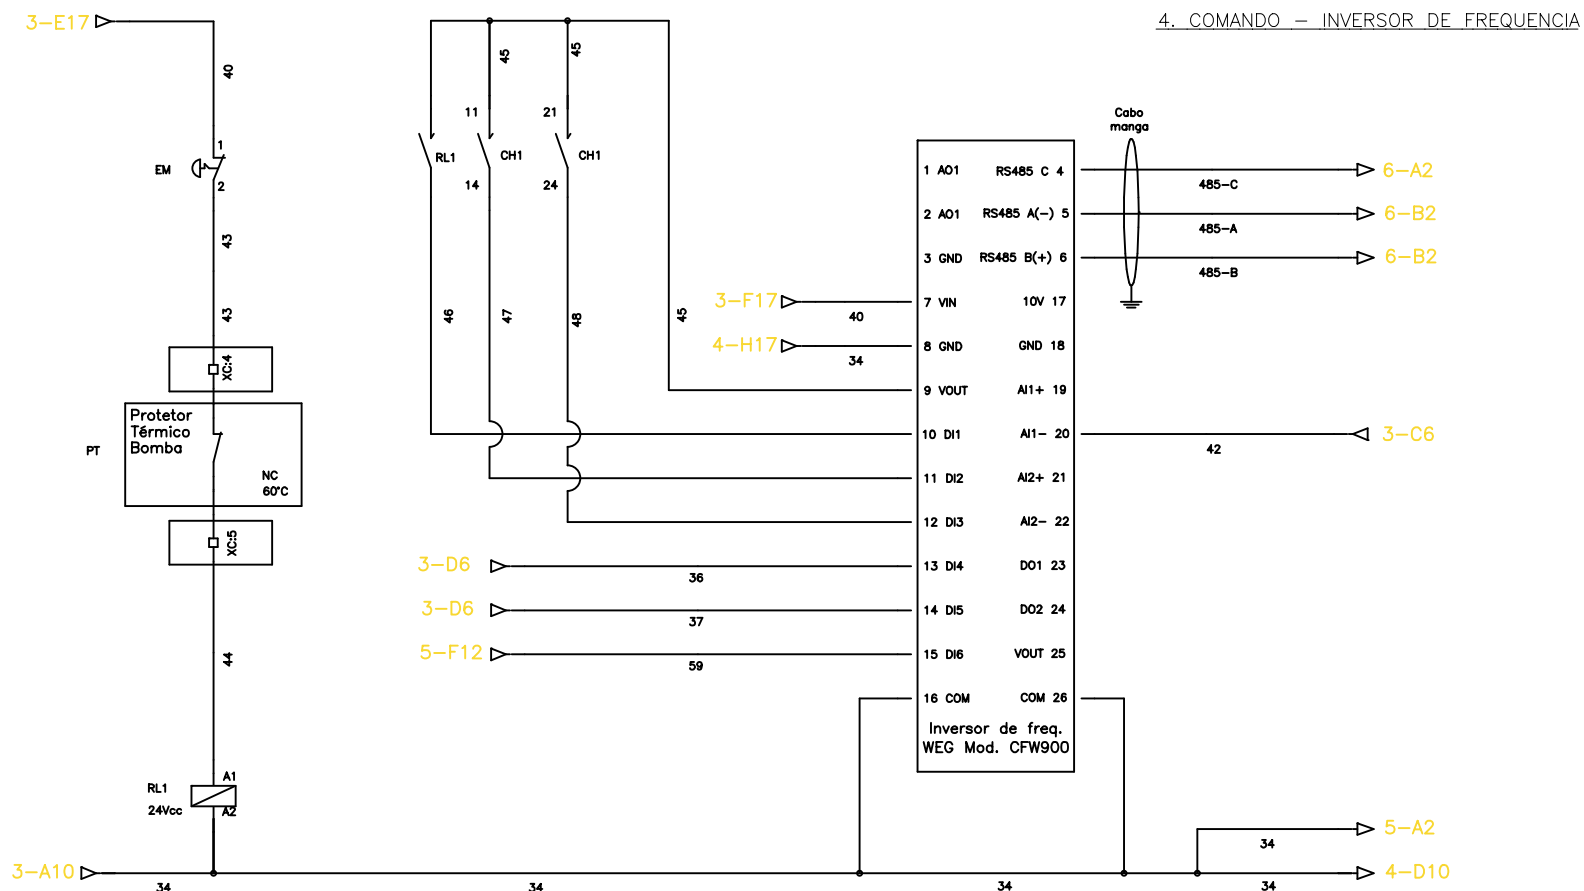 4. COMANDO – INVERSOR DE FREQUENCIA
3-E17
40
1
EM
2
43
43
XC:4
Protetor
Térmico
Bomba
PT
NC
60°C
XC:5
44
A1
RL1
24Vcc
A2
3-A10
34
45
45
11
21
RL1
CH1
CH1
14
24
46
47
48
45
3-F17
40
4-H17
34
3-D6
36
3-D6
37
5-F12
59
34
Cabo
manga
1 AO1
RS485 C 4
485-C
6-A2
2 AO1
RS485 A(-) 5
485-A
6-B2
3 GND
RS485 B(+) 6
485-B
6-B2
7 VIN
10V 17
8 GND
GND 18
9 VOUT
AI1+ 19
10 DI1
AI1- 20
42
3-C6
11 DI2
AI2+ 21
12 DI3
AI2- 22
13 DI4
DO1 23
14 DI5
DO2 24
15 DI6
VOUT 25
16 COM
COM 26
Inversor de freq.
WEG Mod. CFW900
34
5-A2
34
34
4-D10